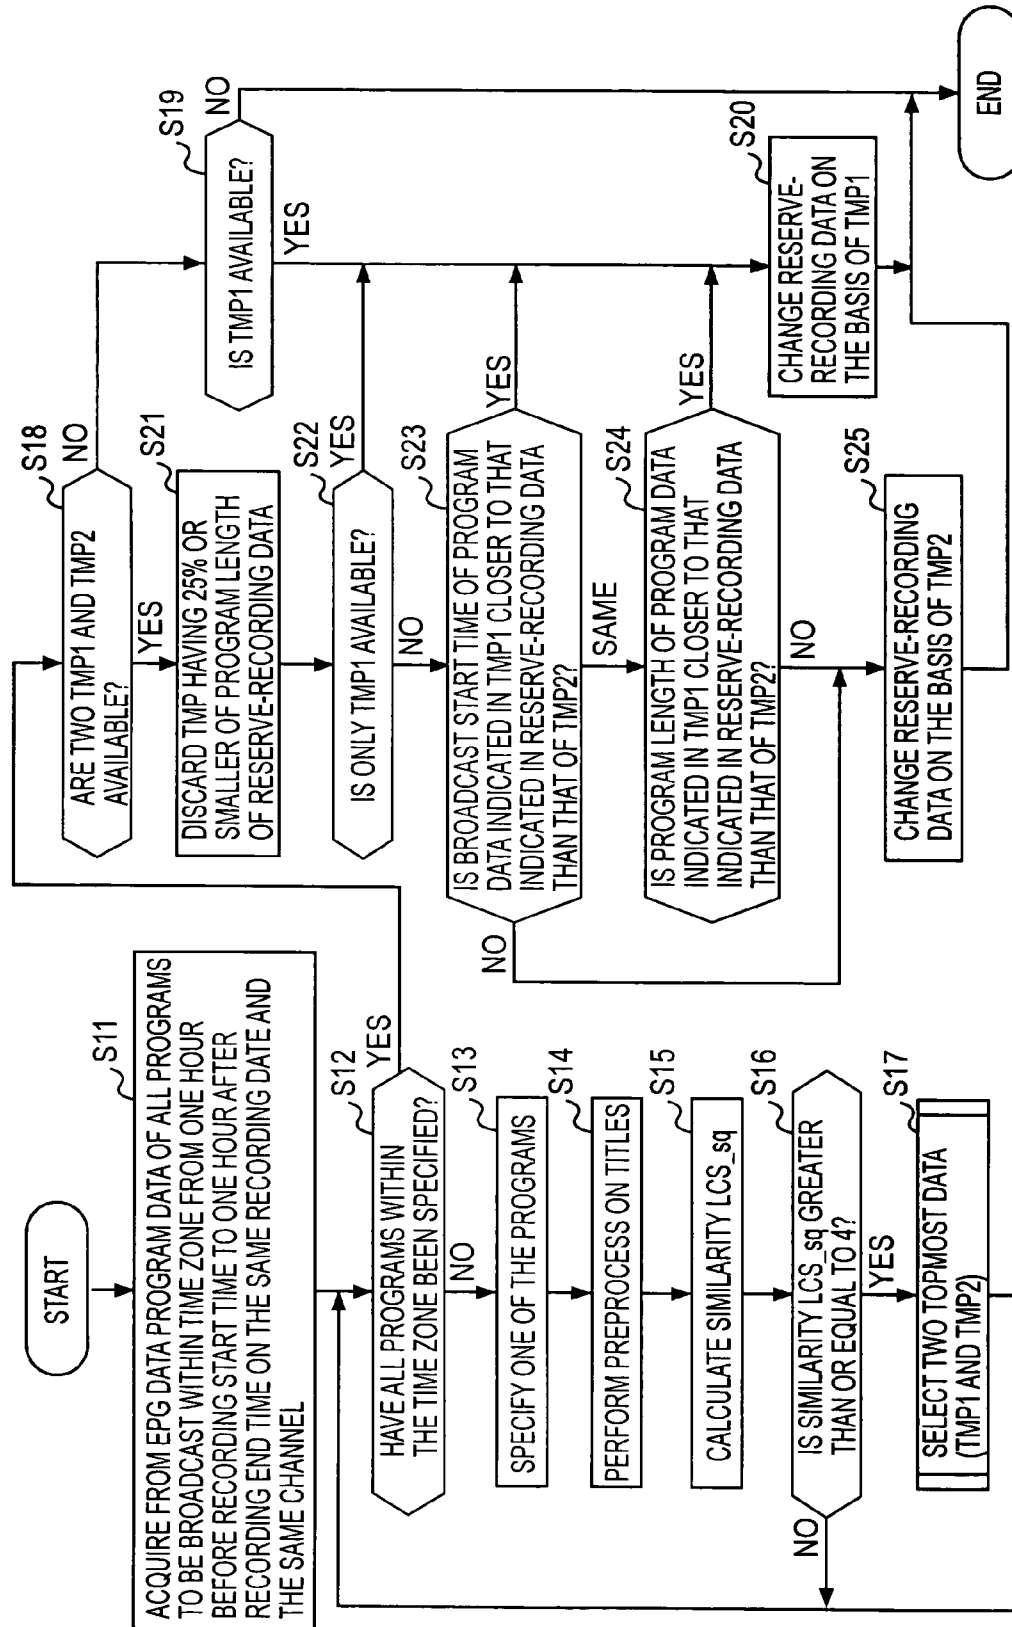 START
S11
ACQUIRE FROM EPG DATA PROGRAM DATA OF ALL PROGRAMS
TO BE BROADCAST WITHIN TIME ZONE FROM ONE HOUR
BEFORE RECORDING START TIME TO ONE HOUR AFTER
RECORDING END TIME ON THE SAME RECORDING DATE AND
THE SAME CHANNEL
S12
HAVE ALL PROGRAMS WITHIN
THE TIME ZONE BEEN SPECIFIED?
YES
NO
S13
SPECIFY ONE OF THE PROGRAMS
S14
PERFORM PREPROCESS ON TITLES
S15
CALCULATE SIMILARITY LCS_sq
S16
IS SIMILARITY LCS_sq GREATER
THAN OR EQUAL TO 4?
NO
YES
S17
SELECT TWO TOPMOST DATA
(TMP1 AND TMP2)
S18
ARE TWO TMP1 AND TMP2
AVAILABLE?
NO
YES
S19
IS TMP1 AVAILABLE?
NO
YES
S21
DISCARD TMP HAVING 25% OR
SMALLER OF PROGRAM LENGTH
OF RESERVE-RECORDING DATA
S22
IS ONLY TMP1 AVAILABLE?
YES
NO
S23
IS BROADCAST START TIME OF PROGRAM
DATA INDICATED IN TMP1 CLOSER TO THAT
INDICATED IN RESERVE-RECORDING DATA
THAN THAT OF TMP2?
YES
NO
SAME
S24
IS PROGRAM LENGTH OF PROGRAM DATA
INDICATED IN TMP1 CLOSER TO THAT
INDICATED IN RESERVE-RECORDING DATA
THAN THAT OF TMP2?
YES
NO
S20
CHANGE RESERVE-
RECORDING DATA ON
THE BASIS OF TMP1
S25
CHANGE RESERVE-RECORDING
DATA ON THE BASIS OF TMP2
END